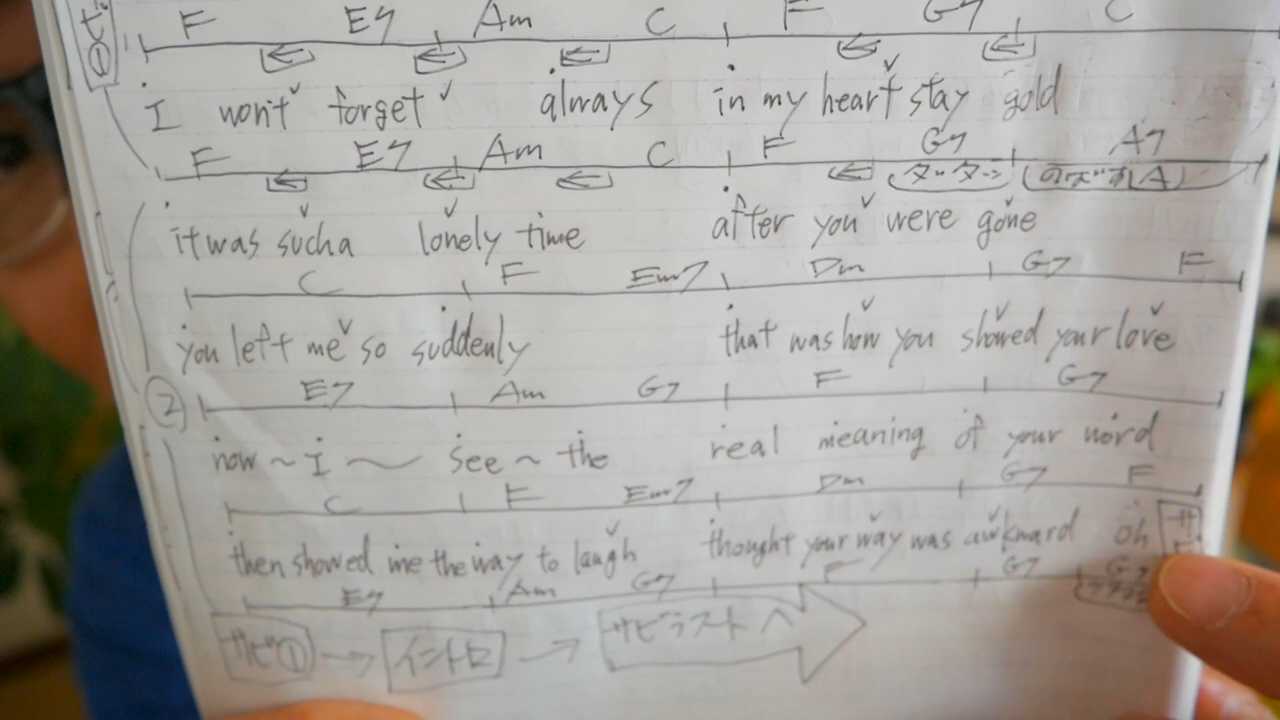 サビ①
F E7 Am C F G7 C
I won't forget always in my heart stay gold
F E7 Am C F G7 A7
it was sucha lonely time after you were gone
C F Em7 Dm G7 F
you left me so suddenly that was how you showed your love
E7 Am G7 F G7
②
now ~ I ~ see ~ the real meaning of your word
C F Em7 Dm G7 F
then showed me the way to laugh thought your way was awkward oh
E7 Am G7 F G7 G7
サビ① → イントロ → サビラストへ